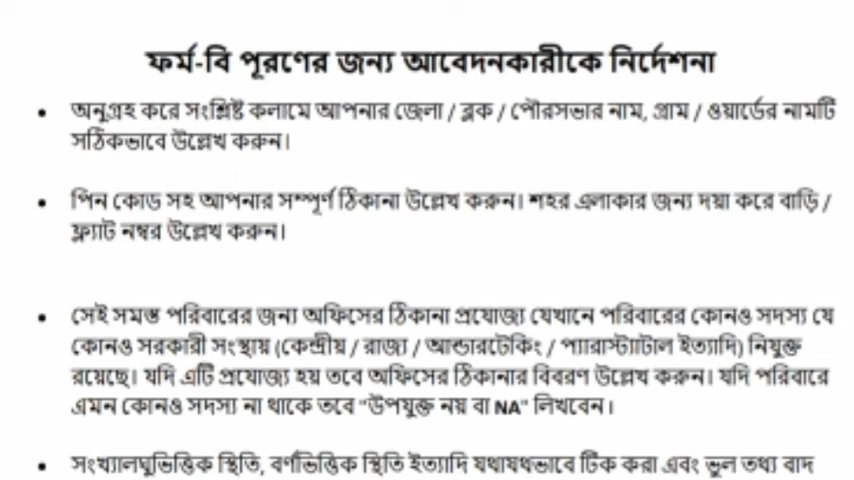 ফর্ম-বি পূরণের জন্য আবেদনকারীকে নির্দেশনা
• অনুগ্রহ করে সংশ্লিষ্ট কলামে আপনার জেলা / ব্লক / পৌরসভার নাম, গ্রাম / ওয়ার্ডের নামটি
সঠিকভাবে উল্লেখ করুন।
• পিন কোড সহ আপনার সম্পূর্ণ ঠিকানা উল্লেখ করুন। শহর এলাকার জন্য দয়া করে বাড়ি /
ফ্ল্যাট নম্বর উল্লেখ করুন।
• সেই সমস্ত পরিবারের জন্য অফিসের ঠিকানা প্রযোজ্য যেখানে পরিবারের কোনও সদস্য যে
কোনও সরকারী সংস্থায় (কেন্দ্রীয় / রাজ্য / আন্ডারটেকিং / প্যারাস্ট্যাটাল ইত্যাদি) নিযুক্ত
রয়েছে। যদি এটি প্রযোজ্য হয় তবে অফিসের ঠিকানার বিবরণ উল্লেখ করুন। যদি পরিবারে
এমন কোনও সদস্য না থাকে তবে "উপযুক্ত নয় বা NA" লিখবেন।
• সংখ্যালঘুভিত্তিক স্থিতি, বর্ণভিত্তিক স্থিতি ইত্যাদি যথাযথভাবে টিক করা এবং ভুল তথ্য বাদ